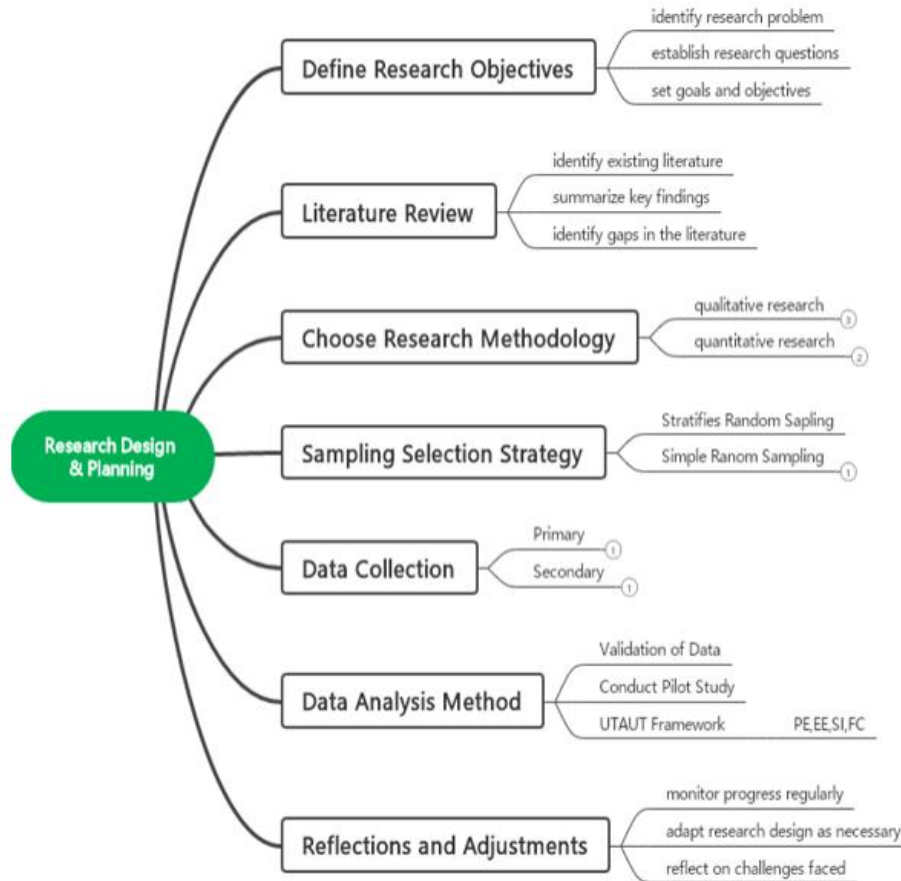 Research Design
& Planning
Define Research Objectives
identify research problem
establish research questions
set goals and objectives
Literature Review
identify existing literature
summarize key findings
identify gaps in the literature
Choose Research Methodology
qualitative research
3
quantitative research
2
Sampling Selection Strategy
Stratifies Random Sapling
Simple Ranom Sampling
1
Data Collection
Primary
1
Secondary
1
Data Analysis Method
Validation of Data
Conduct Pilot Study
UTAUT Framework PE,EE,SI,FC
Reflections and Adjustments
monitor progress regularly
adapt research design as necessary
reflect on challenges faced